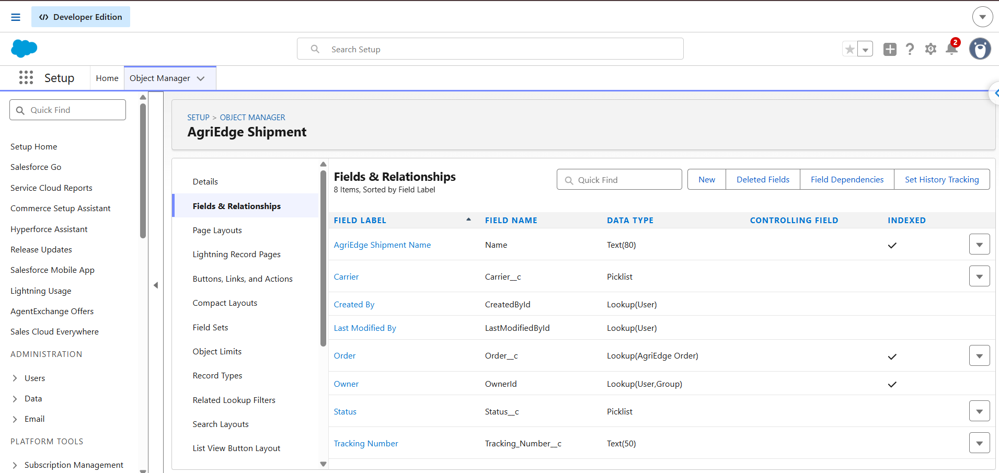 Developer Edition
Search Setup
2
Setup
Home
Object Manager
Quick Find
Setup Home
Salesforce Go
Service Cloud Reports
Commerce Setup Assistant
Hyperforce Assistant
Release Updates
Salesforce Mobile App
Lightning Usage
AgentExchange Offers
Sales Cloud Everywhere
ADMINISTRATION
Users
Data
Email
PLATFORM TOOLS
Subscription Management
SETUP > OBJECT MANAGER
AgriEdge Shipment
Details
Fields & Relationships
Page Layouts
Lightning Record Pages
Buttons, Links, and Actions
Compact Layouts
Field Sets
Object Limits
Record Types
Related Lookup Filters
Search Layouts
List View Button Layout
Fields & Relationships
8 Items, Sorted by Field Label
Quick Find
New
Deleted Fields
Field Dependencies
Set History Tracking
FIELD LABEL FIELD NAME DATA TYPE CONTROLLING FIELD INDEXED
AgriEdge Shipment Name Name Text(80)
Carrier Carrier__c Picklist
Created By CreatedById Lookup(User)
Last Modified By LastModifiedById Lookup(User)
Order Order__c Lookup(AgriEdge Order)
Owner OwnerId Lookup(User,Group)
Status Status__c Picklist
Tracking Number Tracking_Number__c Text(50)